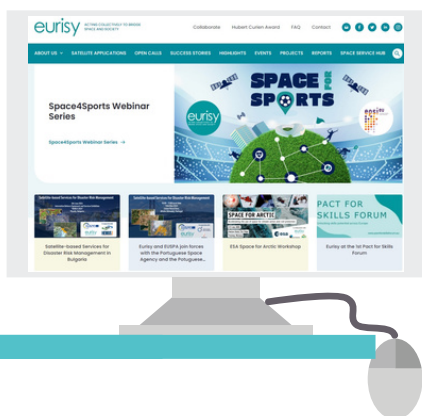 eurisy ACTING COLLECTIVELY TO BRIDGE
SPACE AND SOCIETY
Collaborate Hubert Curien Award FAQ Contact
ABOUT US SATELLITE APPLICATIONS OPEN CALLS SUCCESS STORIES HIGHLIGHTS EVENTS PROJECTS REPORTS SPACE SERVICE HUB
Space4Sports Webinar
Series
Space4Sports Webinar Series →
SPACE FOR
SPORTS
eurisy
Satellite-based Services for Disaster Risk Management
SPACE FOR ARCTIC
esa
PACT FOR
SKILLS FORUM
Satellite-based Services for
Disaster Risk Management in
Bulgaria
Eurisy and EUSPA join forces
with the Portuguese Space
Agency and the Portuguese...
ESA Space for Arctic Workshop
Eurisy at the 1st Pact for Skills
Forum